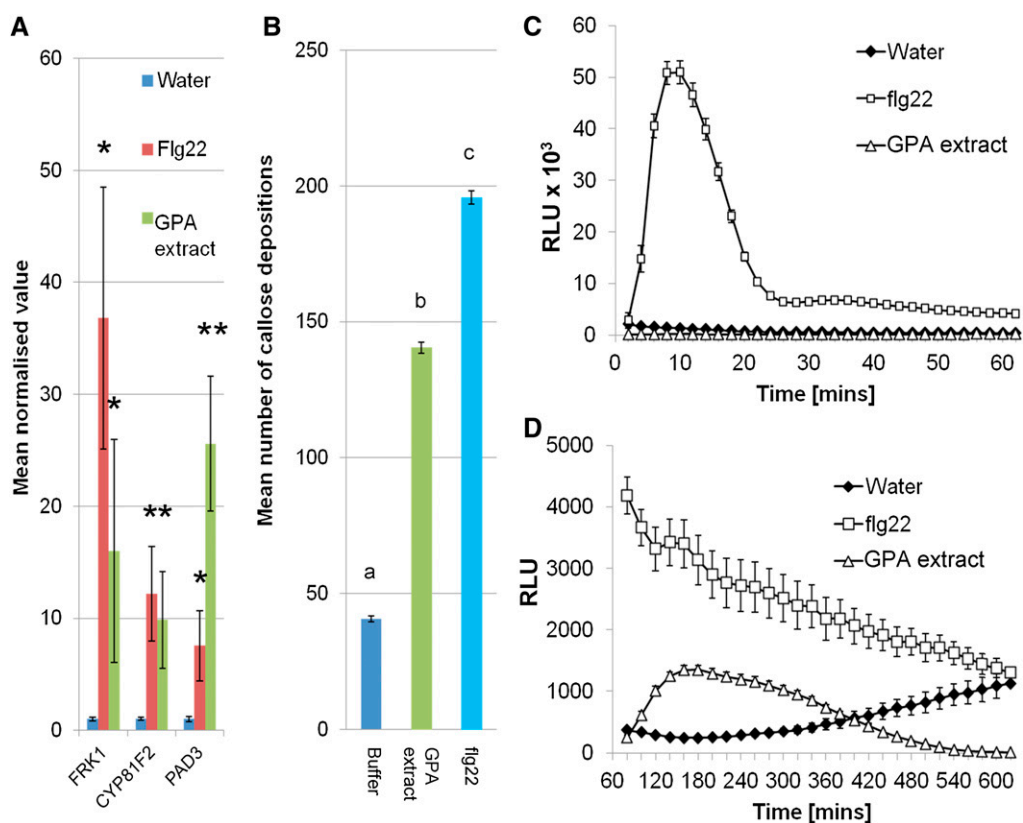 A
Mean normalised value
60
50
40
30
20
10
0
Water
Flg22
GPA
extract
*
*
**
*
**
FRK1
CYP81F2
PAD3
B
Mean number of callose depositions
250
200
150
100
50
0
a
b
c
Buffer
GPA
extract
flg22
C
RLU x 10³
60
50
40
30
20
10
0
Water
flg22
GPA extract
0
10
20
30
40
50
60
Time [mins]
D
RLU
5000
4000
3000
2000
1000
0
Water
flg22
GPA extract
60
120
180
240
300
360
420
480
540
600
Time [mins]